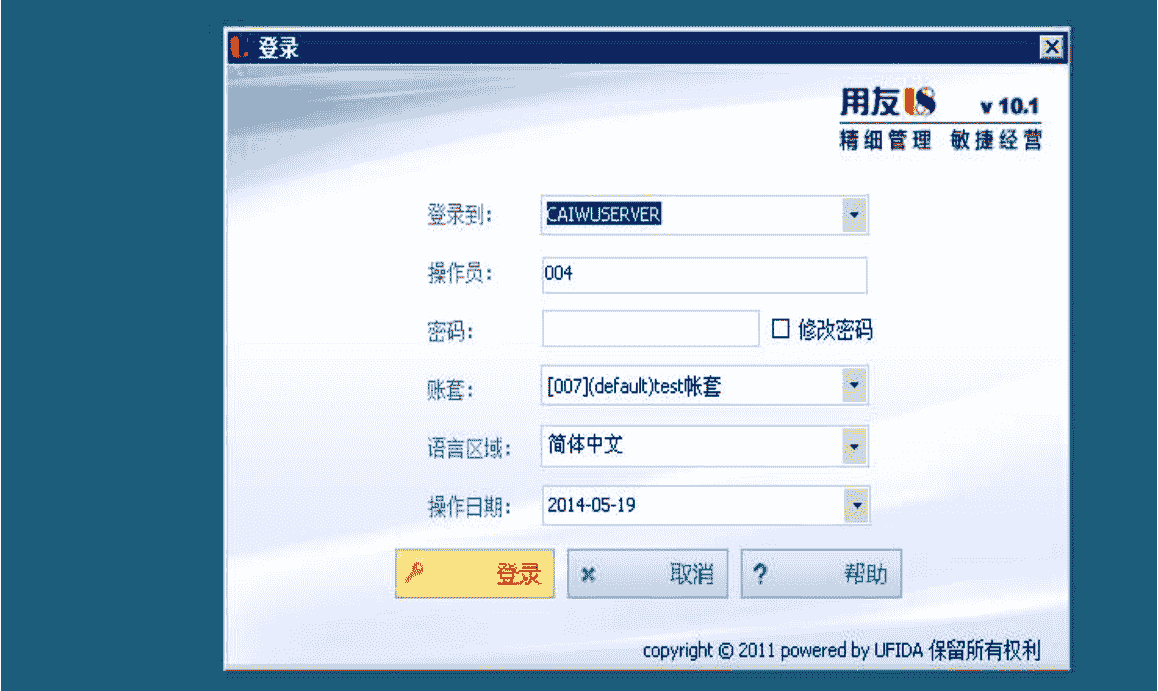 登录
用友U8 v 10.1
精细管理 敏捷经营
登录到: CAIWUSERVER
操作员: 004
密码: 修改密码
账套: [007](default)test帐套
语言区域: 简体中文
操作日期: 2014-05-19
登录 取消 ? 帮助
copyright © 2011 powered by UFIDA 保留所有权利